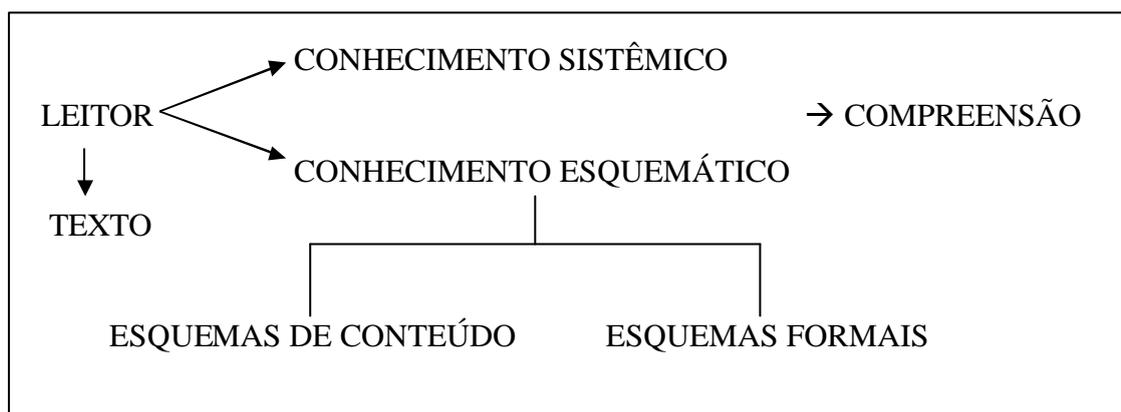 CONHECIMENTO SISTÊMICO
LEITOR → COMPREENSÃO
CONHECIMENTO ESQUEMÁTICO
TEXTO
ESQUEMAS DE CONTEÚDO ESQUEMAS FORMAIS